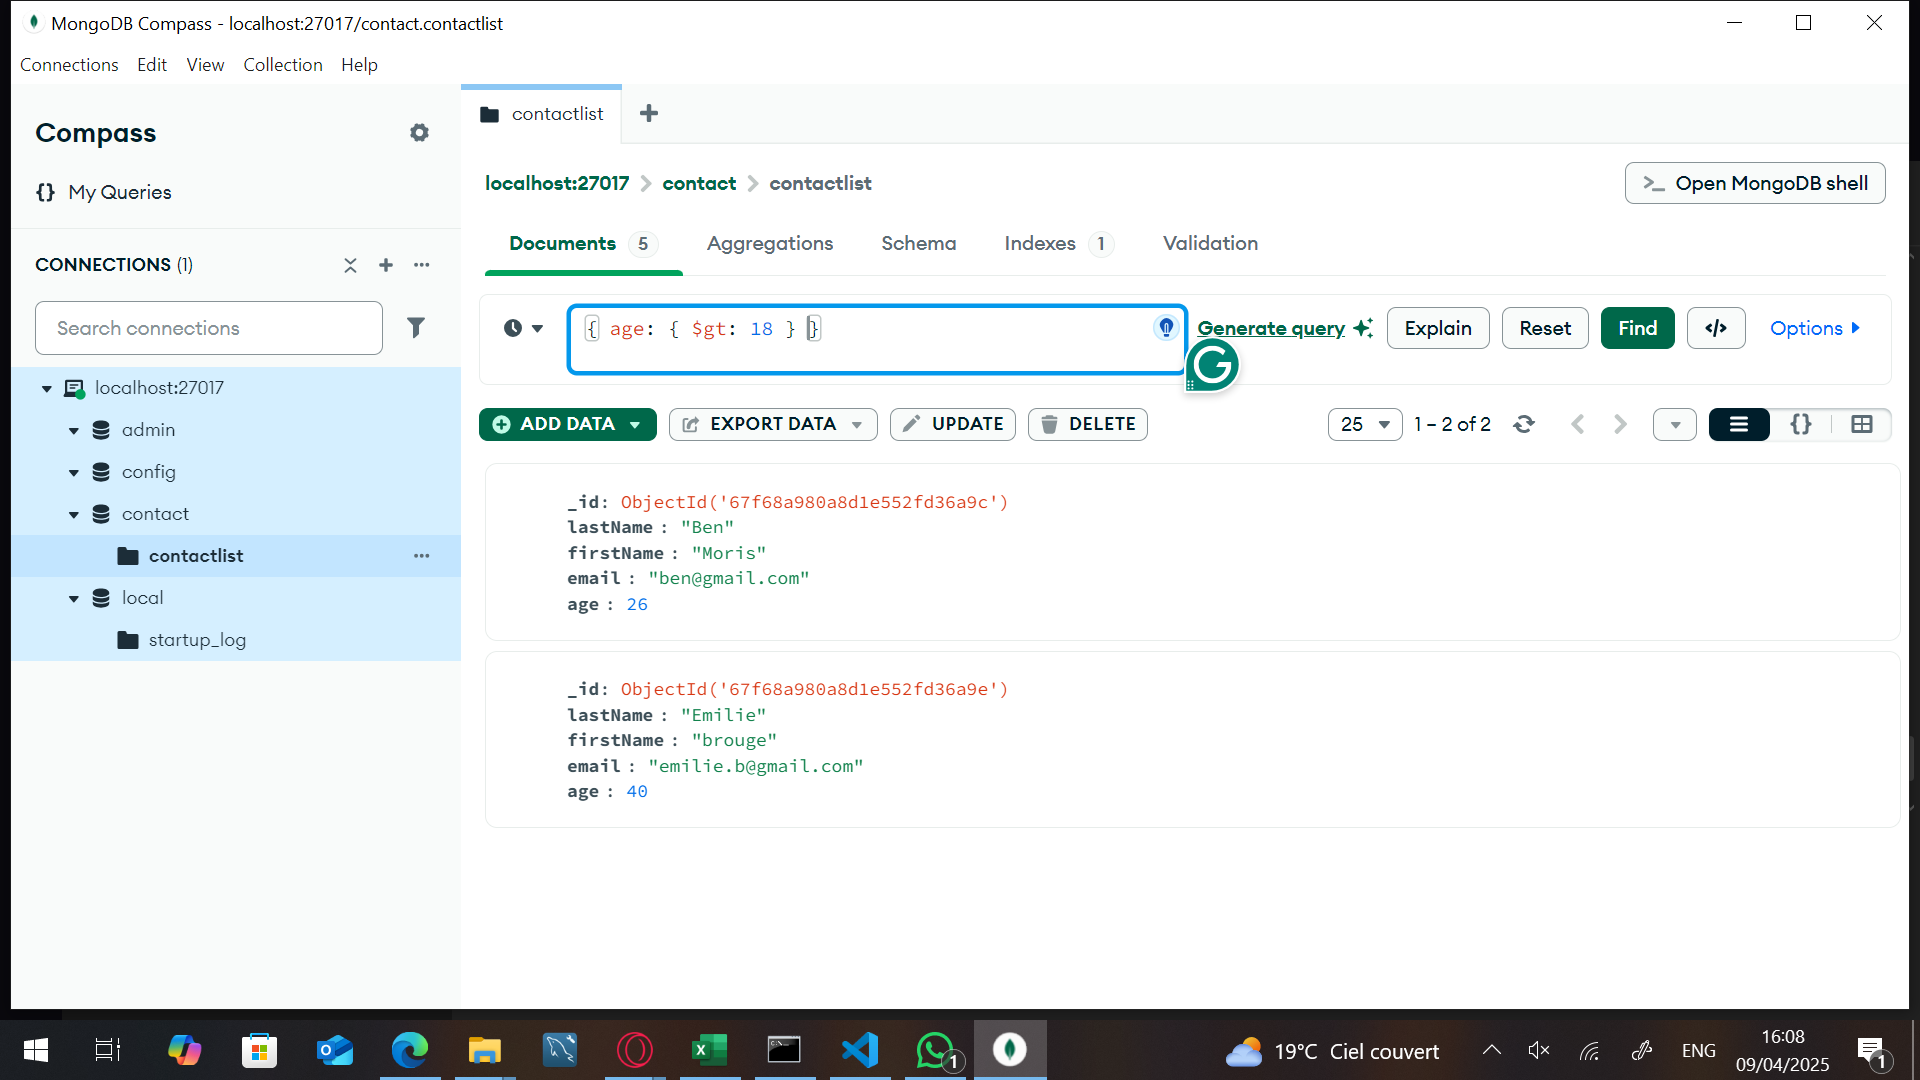 MongoDB Compass - localhost:27017/contact.contactlist
Connections Edit View Collection Help
Compass
{} My Queries
CONNECTIONS (1)
Search connections
localhost:27017
admin
config
contact
contactlist
local
startup_log
contactlist
localhost:27017 > contact > contactlist
>_ Open MongoDB shell
Documents 5 Aggregations Schema Indexes 1 Validation
{ age: { $gt: 18 } }
Generate query Explain Reset Find </> Options
G
ADD DATA EXPORT DATA UPDATE DELETE
25 1 – 2 of 2 {}
_id: ObjectId('67f68a980a8d1e552fd36a9c')
lastName : "Ben"
firstName : "Moris"
email : "ben@gmail.com"
age : 26
_id: ObjectId('67f68a980a8d1e552fd36a9e')
lastName : "Emilie"
firstName : "brouge"
email : "emilie.b@gmail.com"
age : 40
1
19°C Ciel couvert
ENG
16:08
09/04/2025
1